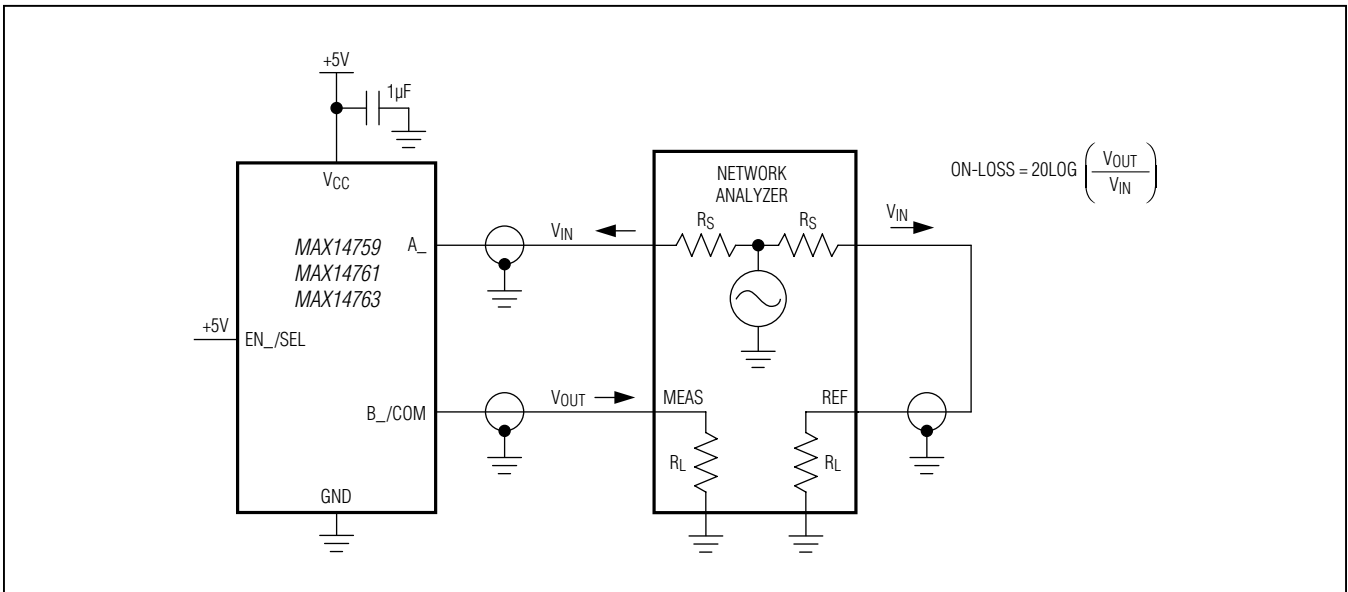 +5V
1µF
VCC
MAX14759
MAX14761
MAX14763
A_
+5V
EN_/SEL
B_/COM
GND
VIN
VOUT
NETWORK
ANALYZER
RS
RS
MEAS
REF
RL
RL
VIN
ON-LOSS = 20LOG (VOUT
VIN)